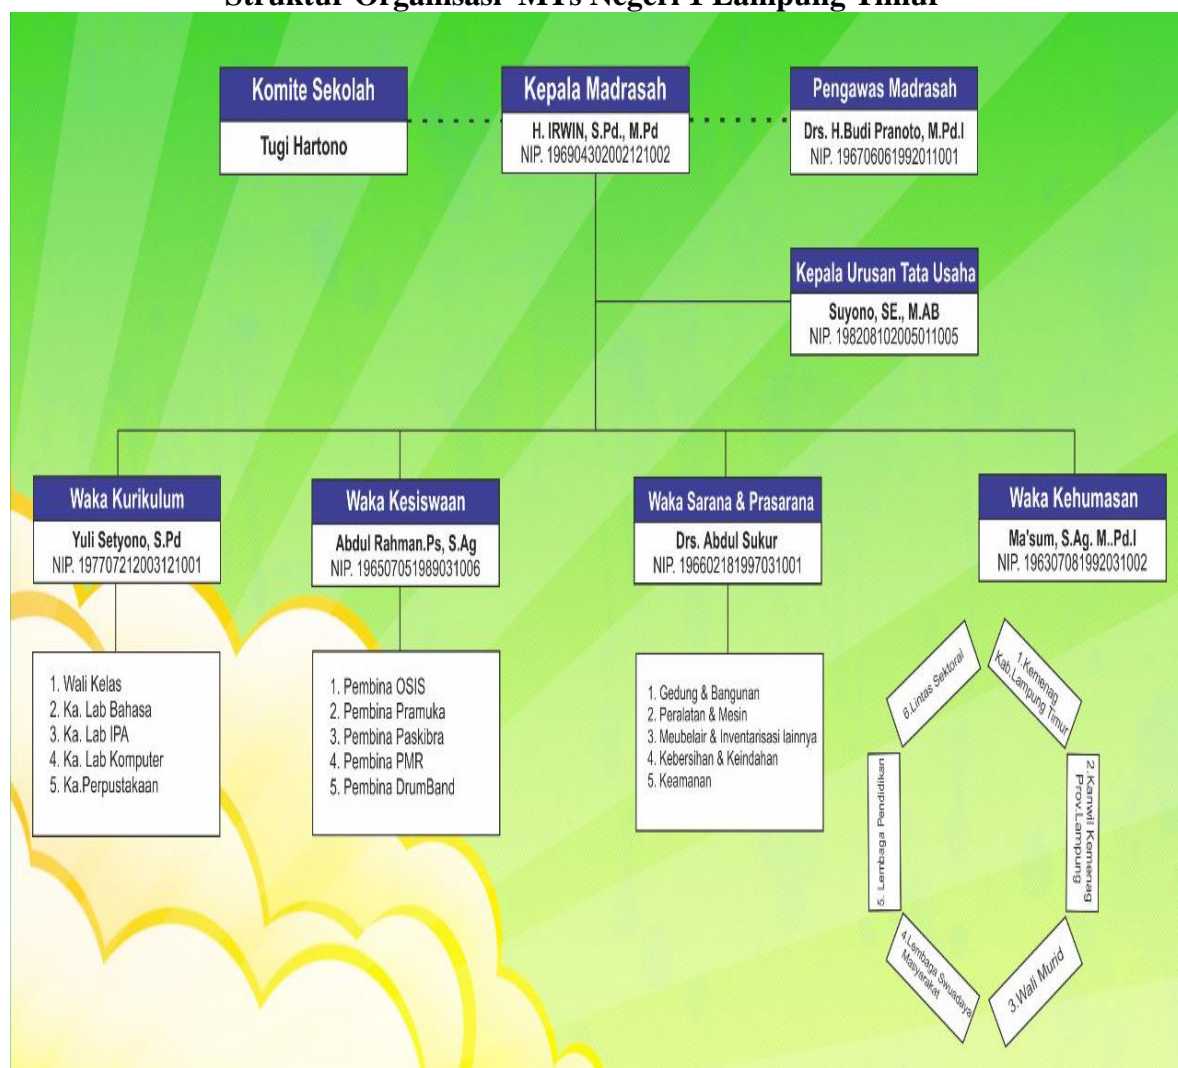 Struktur Organisasi MTs Negeri 1 Lampung Timur
Komite Sekolah
Tugi Hartono
Kepala Madrasah
H. IRWIN, S.Pd., M.Pd
NIP. 196904302002121002
Pengawas Madrasah
Drs. H.Budi Pranoto, M.Pd.I
NIP. 196706061992011001
Kepala Urusan Tata Usaha
Suyono, SE., M.AB
NIP. 198208102005011005
Waka Kurikulum
Yuli Setyono, S.Pd
NIP. 197707212003121001
Waka Kesiswaan
Abdul Rahman.Ps, S.Ag
NIP. 196507051989031006
Waka Sarana & Prasarana
Drs. Abdul Sukur
NIP. 196602181997031001
Waka Kehumasan
Ma'sum, S.Ag. M..Pd.I
NIP. 196307081992031002
1. Wali Kelas
2. Ka. Lab Bahasa
3. Ka. Lab IPA
4. Ka. Lab Komputer
5. Ka.Perpustakaan
1. Pembina OSIS
2. Pembina Pramuka
3. Pembina Paskibra
4. Pembina PMR
5. Pembina DrumBand
1. Gedung & Bangunan
2. Peralatan & Mesin
3. Meubelair & Inventarisasi lainnya
4. Kebersihan & Keindahan
5. Keamanan
1.Kemenag
Kab.Lampung Timur
2.Kanwil Kemenag
Prov.Lampung
3.Wali Murid
4.Lembaga Swuadaya
Masyarakat
5. Lembaga Pendidikan
6.Lintas Sektoral